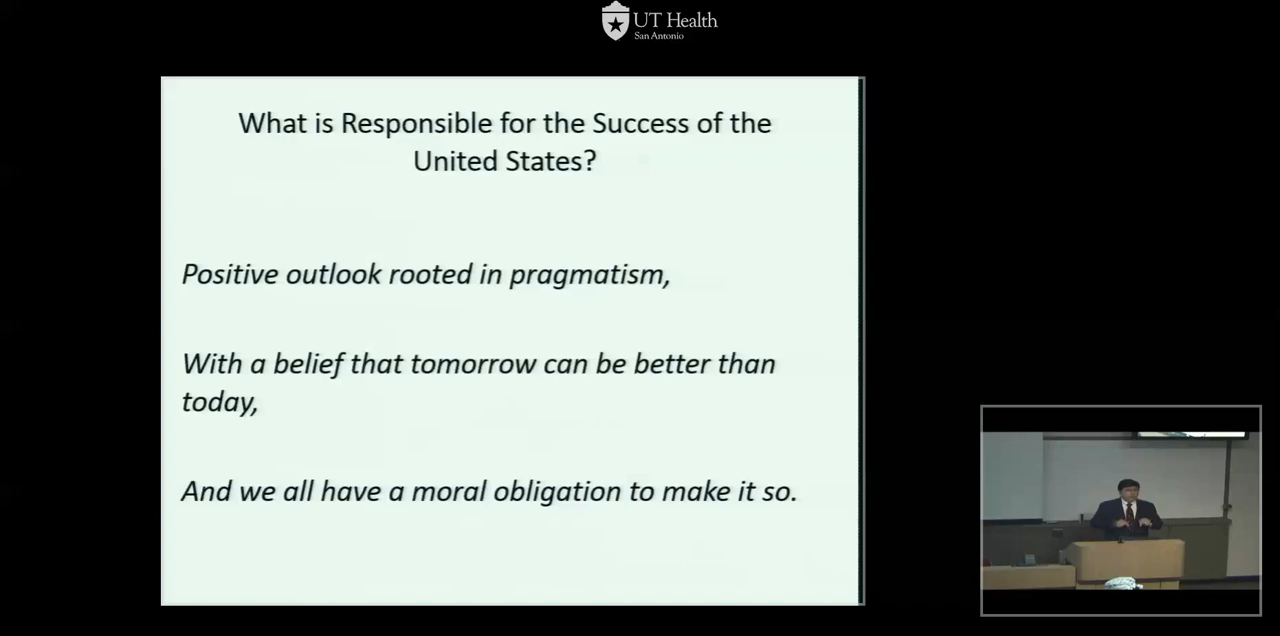 UT Health
San Antonio
What is Responsible for the Success of the
United States?
Positive outlook rooted in pragmatism,
With a belief that tomorrow can be better than
today,
And we all have a moral obligation to make it so.